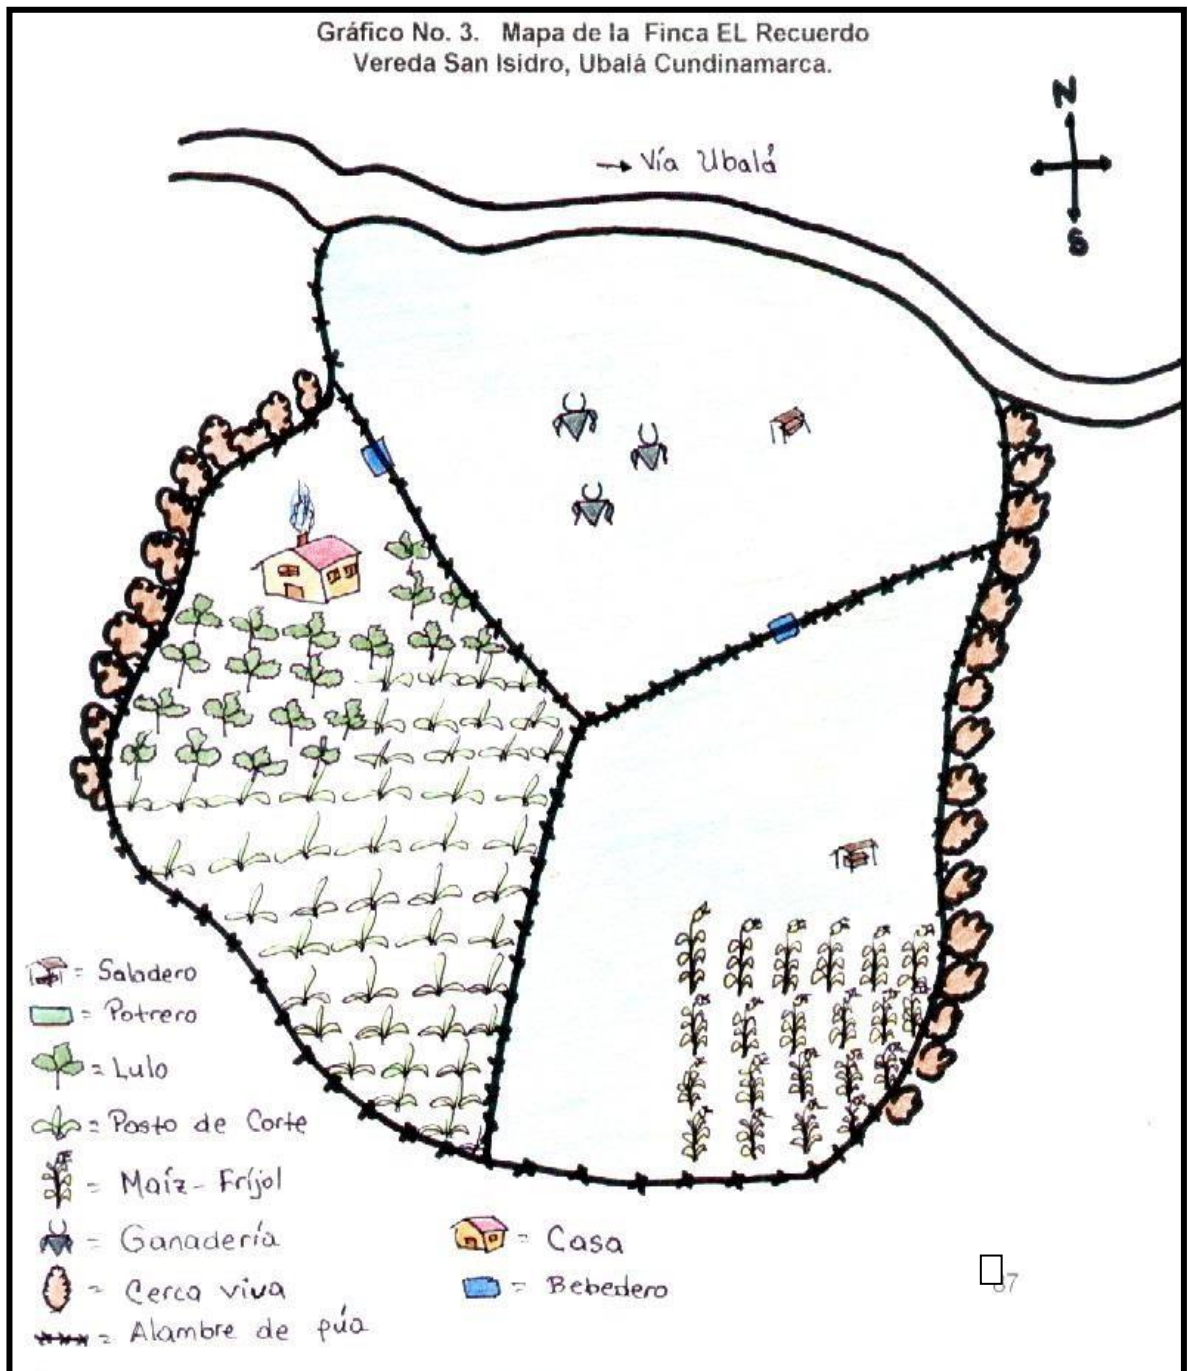 Gráfico No. 3. Mapa de la Finca EL Recuerdo
Vereda San Isidro, Ubalá Cundinamarca.
N
→ Vía Ubalá
S
= Saladero
= Potrero
= Lulo
= Pasto de Corte
= Maíz - Fríjol
= Ganadería
= Casa
= Cerca viva
= Bebedero
= Alambre de púa
87